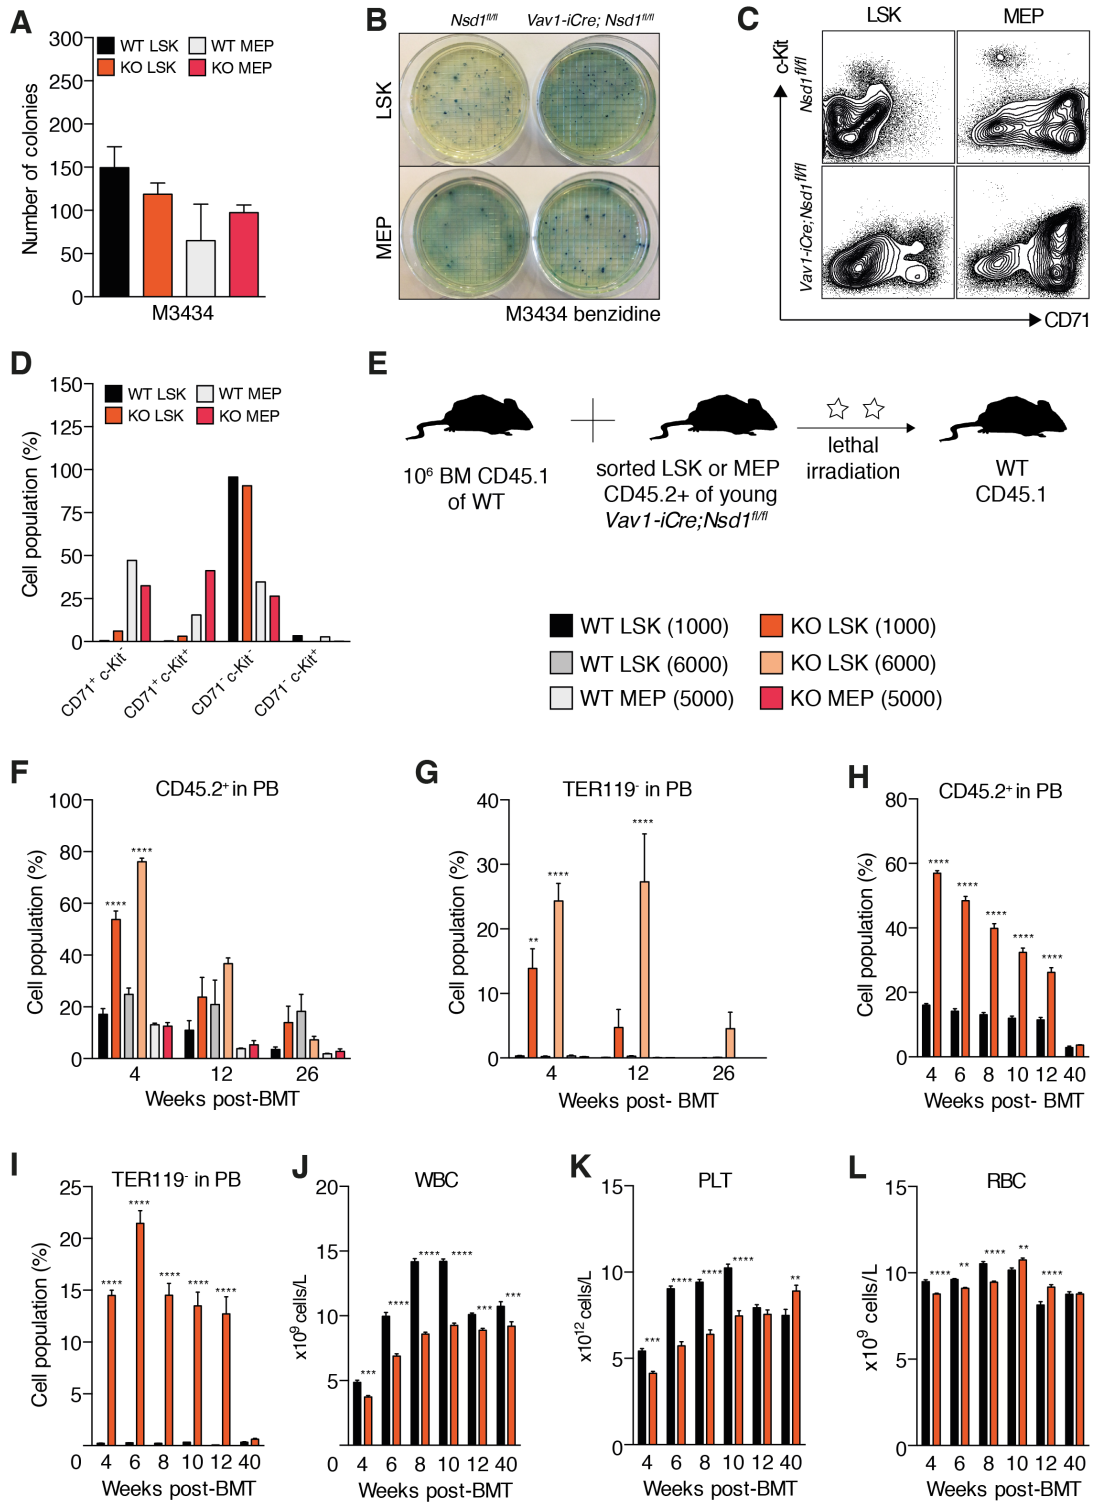 A
300
250
200
150
100
50
0
Number of colonies
WT LSK
WT MEP
KO LSK
KO MEP
M3434
B
Nsd1fl/fl
Vav1-iCre; Nsd1fl/fl
LSK
MEP
M3434 benzidine
C
LSK
MEP
c-Kit
Nsd1fl/fl
Vav1-iCre;Nsd1fl/fl
CD71
D
150
125
100
75
50
25
0
Cell population (%)
WT LSK
WT MEP
KO LSK
KO MEP
CD71+ c-Kit-
CD71+ c-Kit+
CD71- c-Kit-
CD71- c-Kit+
E
10⁶ BM CD45.1
of WT
sorted LSK or MEP
CD45.2+ of young
Vav1-iCre;Nsd1fl/fl
lethal
irradiation
WT
CD45.1
WT LSK (1000)
KO LSK (1000)
WT LSK (6000)
KO LSK (6000)
WT MEP (5000)
KO MEP (5000)
F
CD45.2+ in PB
100
80
60
40
20
0
Cell population (%)
****
****
4 12 26
Weeks post-BMT
G
TER119- in PB
40
30
20
10
0
Cell population (%)
**
****
****
4 12 26
Weeks post- BMT
H
CD45.2+ in PB
80
60
40
20
0
Cell population (%)
****
****
****
****
****
4 6 8 10 12 40
Weeks post- BMT
I
TER119- in PB
25
20
15
10
5
0
Cell population (%)
****
****
****
****
****
4 6 8 10 12 40
Weeks post-BMT
J
WBC
20
15
10
5
0
x10⁹ cells/L
***
****
****
****
***
***
4 6 8 10 12 40
Weeks post-BMT
K
PLT
15
10
5
0
x10¹² cells/L
***
****
****
****
**
4 6 8 10 12 40
Weeks post-BMT
L
RBC
15
10
5
0
x10⁹ cells/L
****
**
****
**
****
4 6 8 10 12 40
Weeks post-BMT